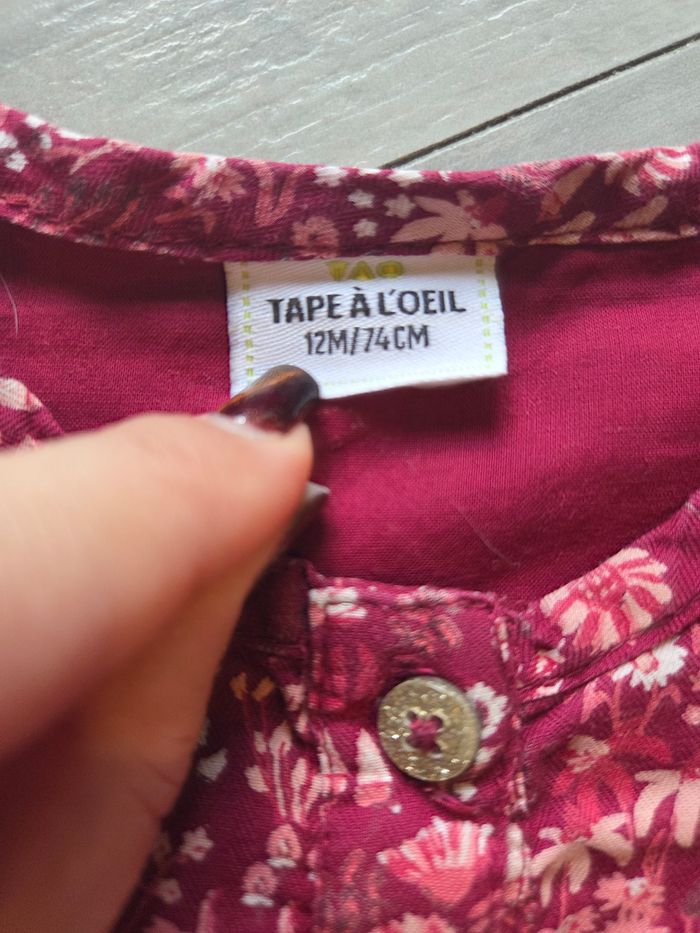 TAO
TAPE À L'OEIL
12M/74CM